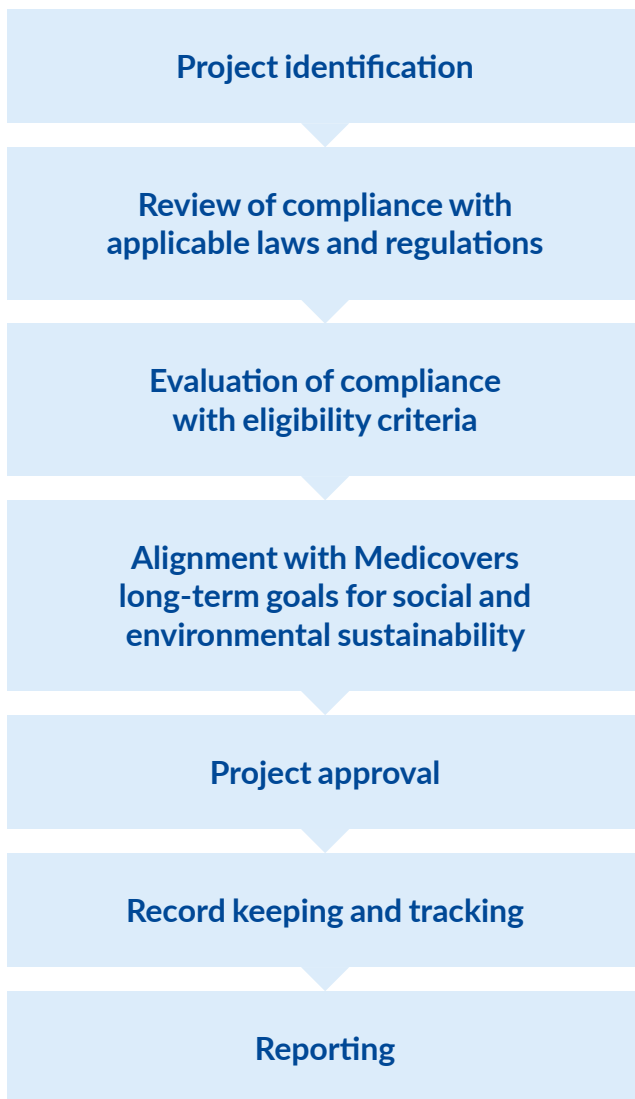 Project identification
Review of compliance with
applicable laws and regulations
Evaluation of compliance
with eligibility criteria
Alignment with Medicovers
long-term goals for social and
environmental sustainability
Project approval
Record keeping and tracking
Reporting